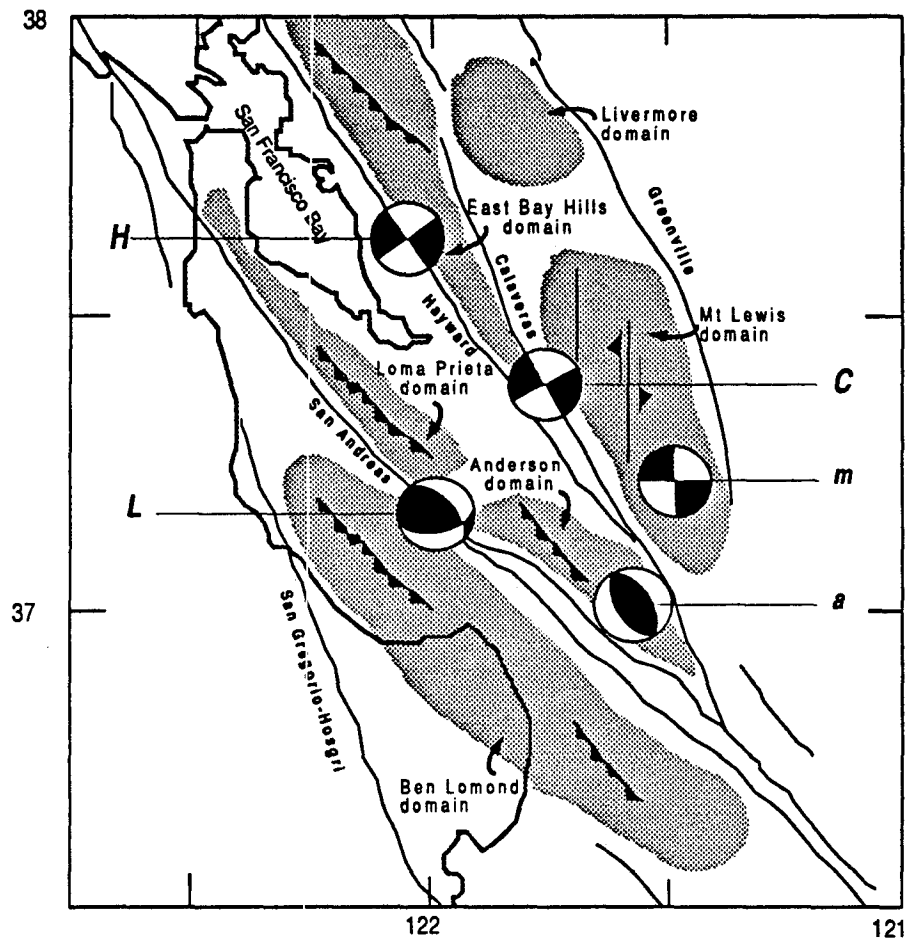 38
San Francisco Bay
Livermore
domain
Greenville
East Bay Hills
domain
H
Calaveras
Hayward
Mt Lewis
domain
Loma Prieta
domain
C
San Andreas
Anderson
domain
m
L
37
a
San Gregorio-Hosgri
Ben Lomond
domain
122
121